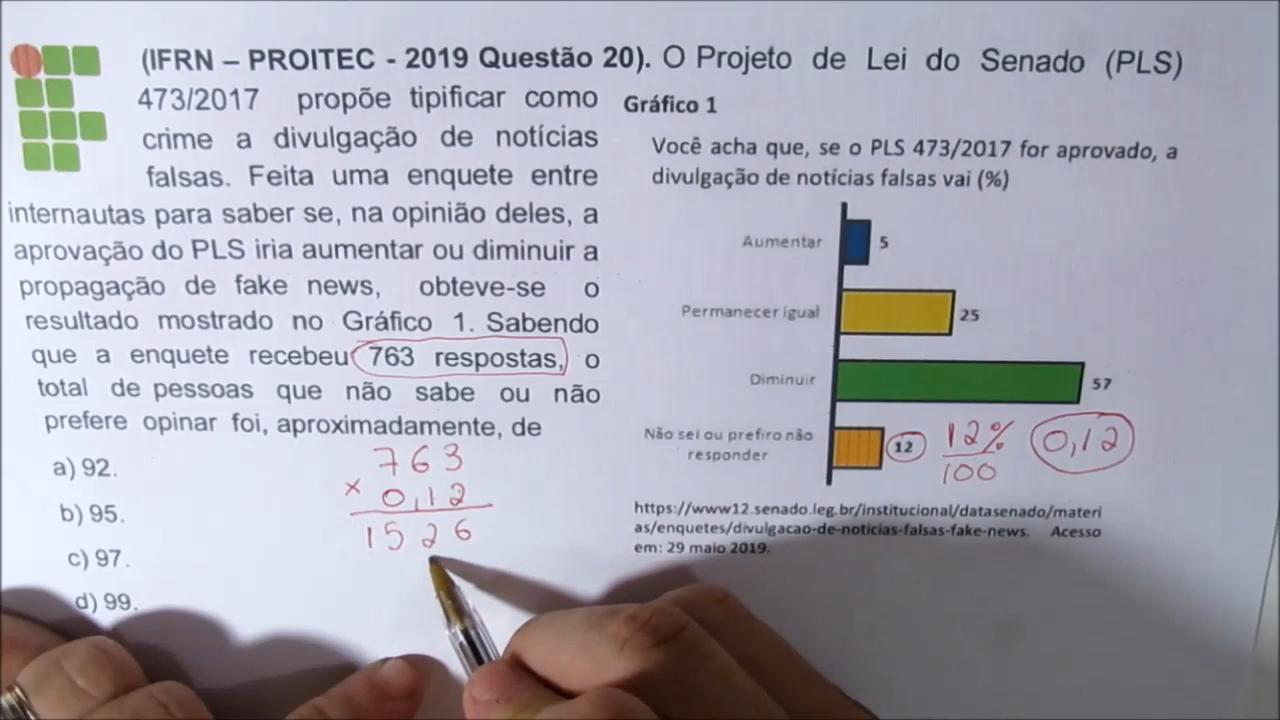 (IFRN – PROITEC - 2019 Questão 20). O Projeto de Lei do Senado (PLS)
473/2017 propõe tipificar como
crime a divulgação de notícias
falsas. Feita uma enquete entre
internautas para saber se, na opinião deles, a
aprovação do PLS iria aumentar ou diminuir a
propagação de fake news, obteve-se o
resultado mostrado no Gráfico 1. Sabendo
que a enquete recebeu 763 respostas, o
total de pessoas que não sabe ou não
prefere opinar foi, aproximadamente, de
a) 92.
b) 95.
c) 97.
d) 99.
763
x 0,12
1526
Gráfico 1
Você acha que, se o PLS 473/2017 for aprovado, a
divulgação de notícias falsas vai (%)
Aumentar 5
Permanecer igual 25
Diminuir 57
Não sei ou prefiro não
responder
12
12%
100
0,12
https://www12.senado.leg.br/institucional/datasenado/materi
as/enquetes/divulgacao-de-noticias-falsas-fake-news. Acesso
em: 29 maio 2019.